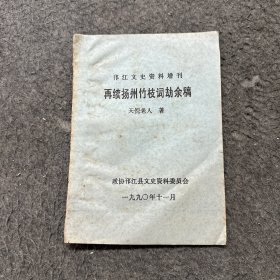 邗江文史资料增刊
再续扬州竹枝词劫余稿
天倪老人 著
政协邗江县文史资料委员会
一九九〇年十一月